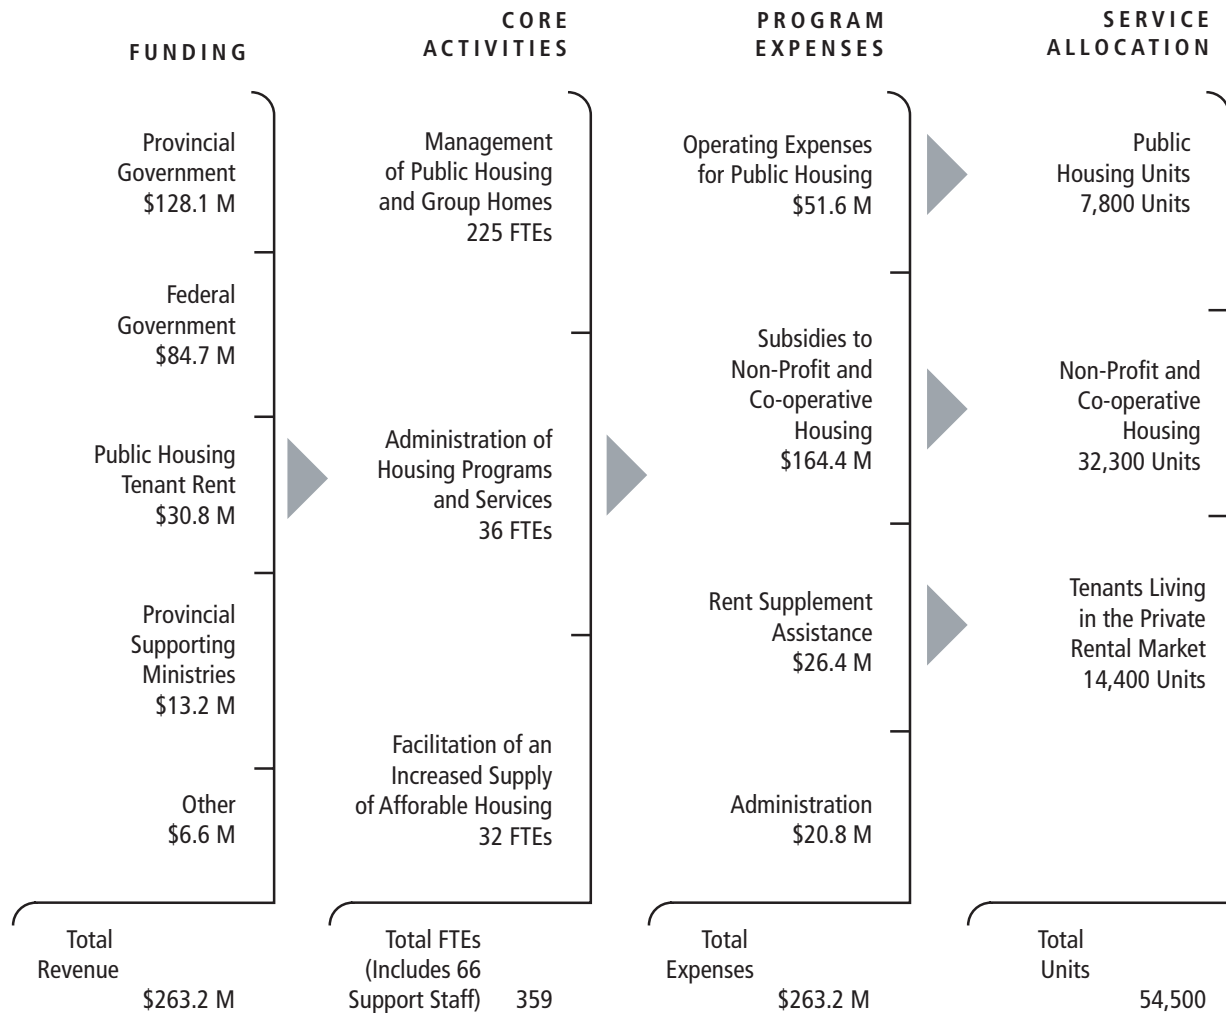 FUNDING
Provincial
Government
$128.1 M
Federal
Government
$84.7 M
Public Housing
Tenant Rent
$30.8 M
Provincial
Supporting
Ministries
$13.2 M
Other
$6.6 M
Total
Revenue
$263.2 M
CORE
ACTIVITIES
Management
of Public Housing
and Group Homes
225 FTEs
Administration of
Housing Programs
and Services
36 FTEs
Facilitation of an
Increased Supply
of Afforable Housing
32 FTEs
Total FTEs
(Includes 66
Support Staff) 359
PROGRAM
EXPENSES
Operating Expenses
for Public Housing
$51.6 M
Subsidies to
Non-Profit and
Co-operative
Housing
$164.4 M
Rent Supplement
Assistance
$26.4 M
Administration
$20.8 M
Total
Expenses
$263.2 M
SERVICE
ALLOCATION
Public
Housing Units
7,800 Units
Non-Profit and
Co-operative
Housing
32,300 Units
Tenants Living
in the Private
Rental Market
14,400 Units
Total
Units
54,500